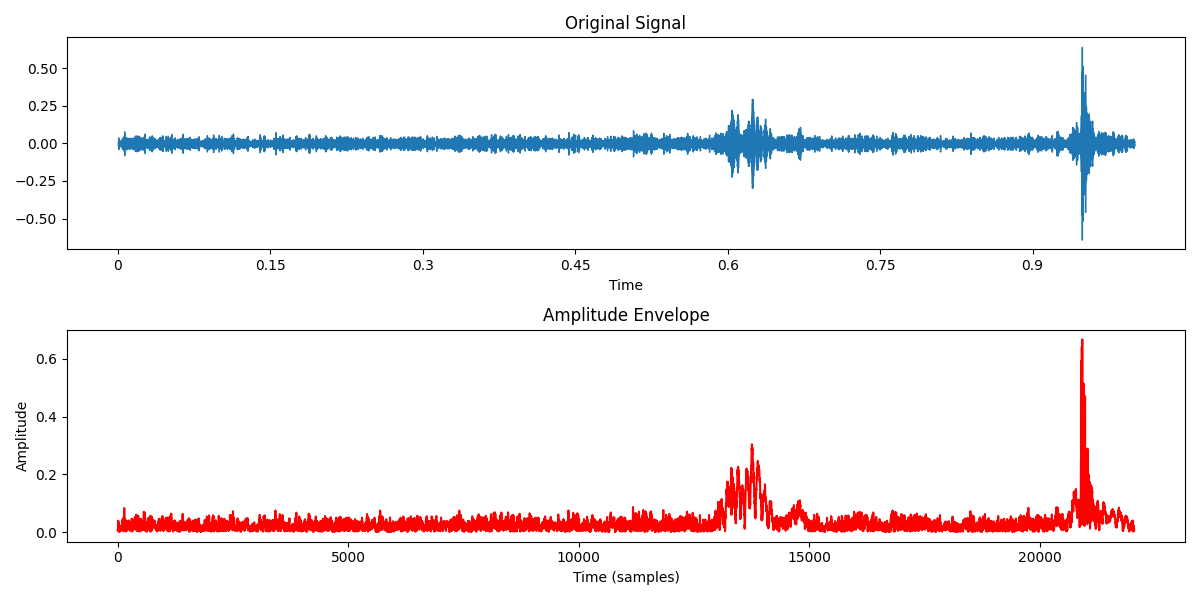 Original Signal
0.50
0.25
0.00
−0.25
−0.50
0 0.15 0.3 0.45 0.6 0.75 0.9
Time
Amplitude Envelope
Amplitude
0.6
0.4
0.2
0.0
0 5000 10000 15000 20000
Time (samples)